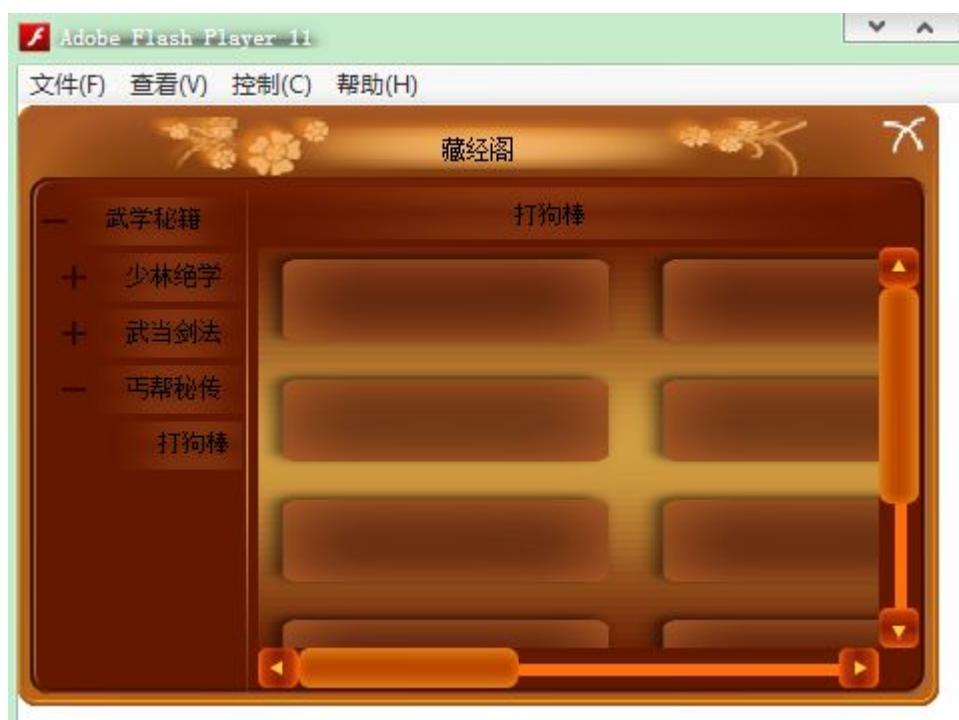 Adobe Flash Player 11
文件(F) 查看(V) 控制(C) 帮助(H)
藏经阁
武学秘籍
打狗棒
少林绝学
武当剑法
丐帮秘传
打狗棒